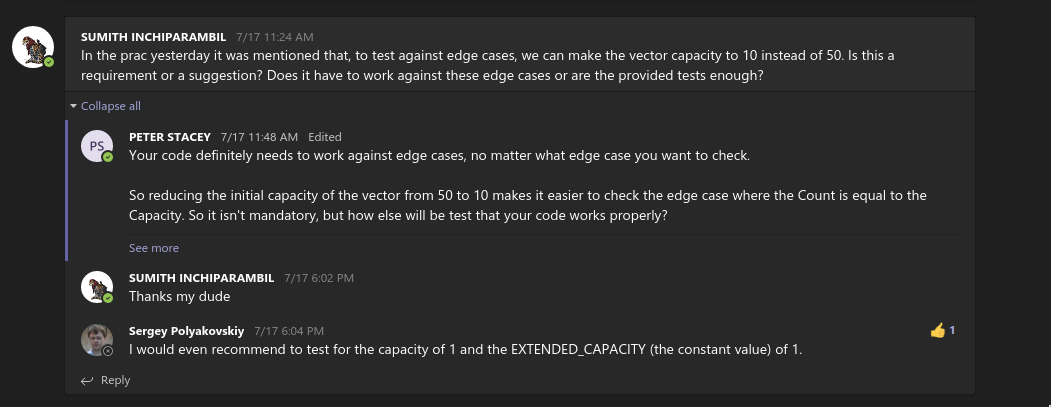 SUMITH INCHIPARAMBIL 7/17 11:24 AM
In the prac yesterday it was mentioned that, to test against edge cases, we can make the vector capacity to 10 instead of 50. Is this a
requirement or a suggestion? Does it have to work against these edge cases or are the provided tests enough?
Collapse all
PS
PETER STACEY 7/17 11:48 AM Edited
Your code definitely needs to work against edge cases, no matter what edge case you want to check.
So reducing the initial capacity of the vector from 50 to 10 makes it easier to check the edge case where the Count is equal to the
Capacity. So it isn't mandatory, but how else will be test that your code works properly?
See more
SUMITH INCHIPARAMBIL 7/17 6:02 PM
Thanks my dude
Sergey Polyakovskiy 7/17 6:04 PM
👍 1
I would even recommend to test for the capacity of 1 and the EXTENDED_CAPACITY (the constant value) of 1.
Reply